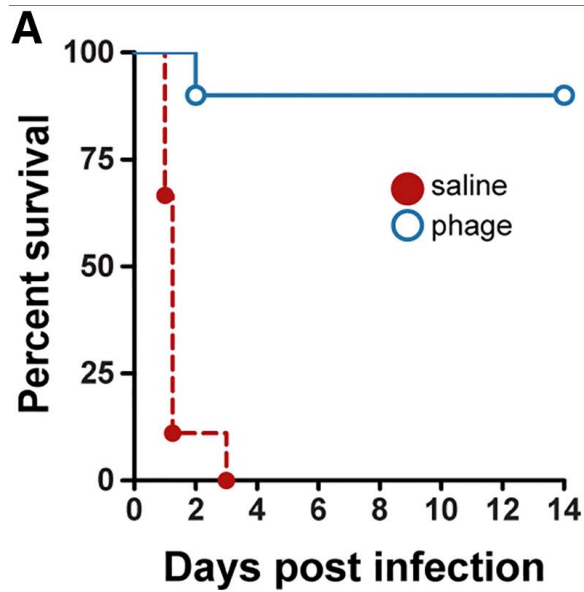 A
100
75
50
25
0
Percent survival
saline
phage
0 2 4 6 8 10 12 14
Days post infection